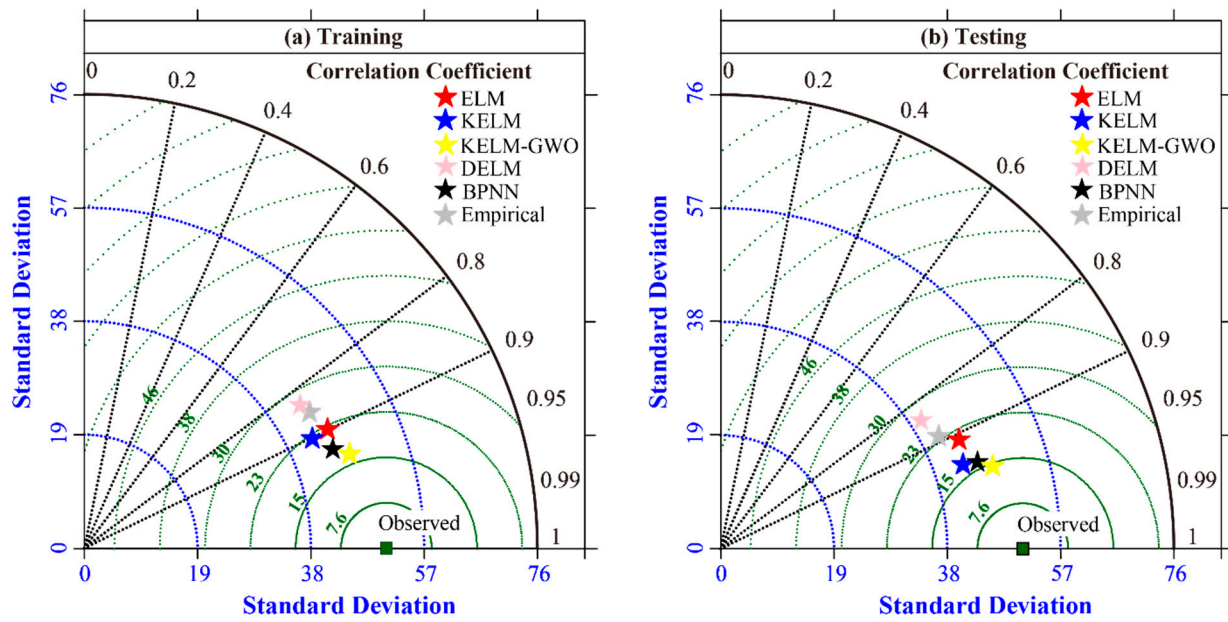 (a) Training
Correlation Coefficient
ELM
KELM
KELM-GWO
DELM
BPNN
Empirical
0
0.2
0.4
0.6
0.8
0.9
0.95
0.99
1
76
57
38
19
0
Standard Deviation
46
38
30
23
15
7.6
Observed
0 19 38 57 76
Standard Deviation
(b) Testing
Correlation Coefficient
ELM
KELM
KELM-GWO
DELM
BPNN
Empirical
0
0.2
0.4
0.6
0.8
0.9
0.95
0.99
1
76
57
38
19
0
Standard Deviation
46
38
30
23
15
7.6
Observed
0 19 38 57 76
Standard Deviation